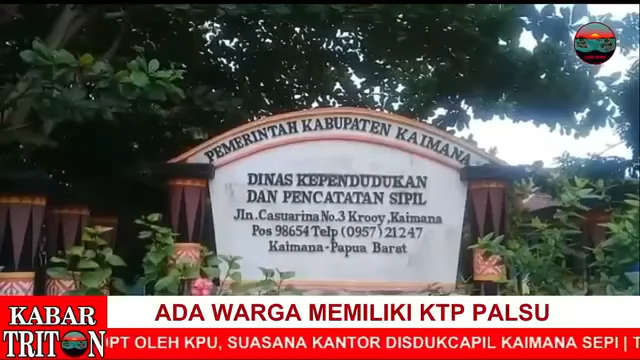 PEMERINTAH KABUPATEN KAIMANA
DINAS KEPENDUDUKAN
DAN PENCATATAN SIPIL
Jln.Casuarina No.3 Krooy, Kaimana
Pos 98654 Telp (0957) 21247
Kaimana-Papua Barat
KABAR
TRITON
ADA WARGA MEMILIKI KTP PALSU
OLEH KPU, SUASANA KANTOR DISDUKCAPIL KAIMANA SEPI |